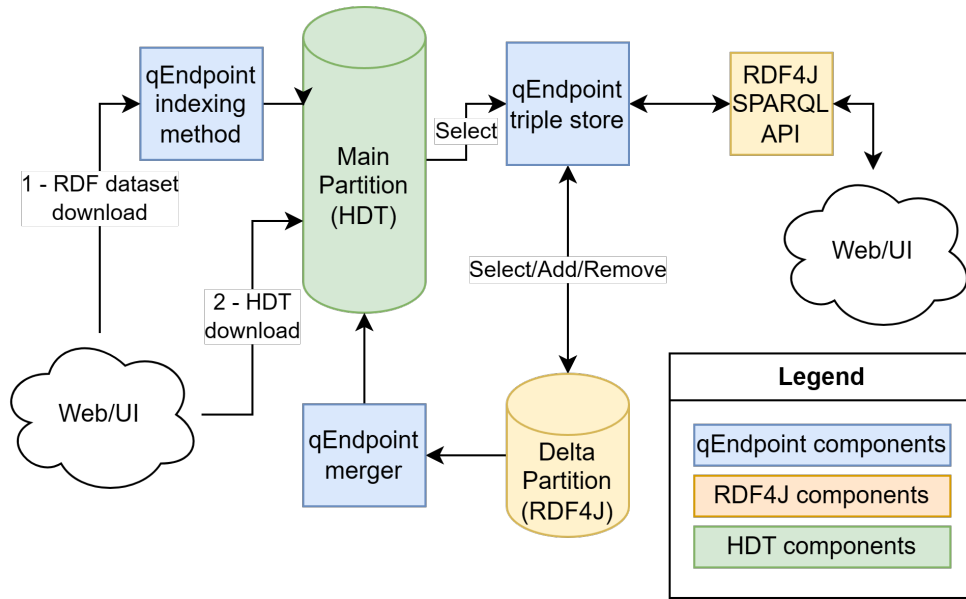 qEndpoint
indexing
method
1 - RDF dataset
download
Main
Partition
(HDT)
Select
qEndpoint
triple store
RDF4J
SPARQL
API
Web/UI
2 - HDT
download
Select/Add/Remove
Web/UI
qEndpoint
merger
Delta
Partition
(RDF4J)
Legend
qEndpoint components
RDF4J components
HDT components